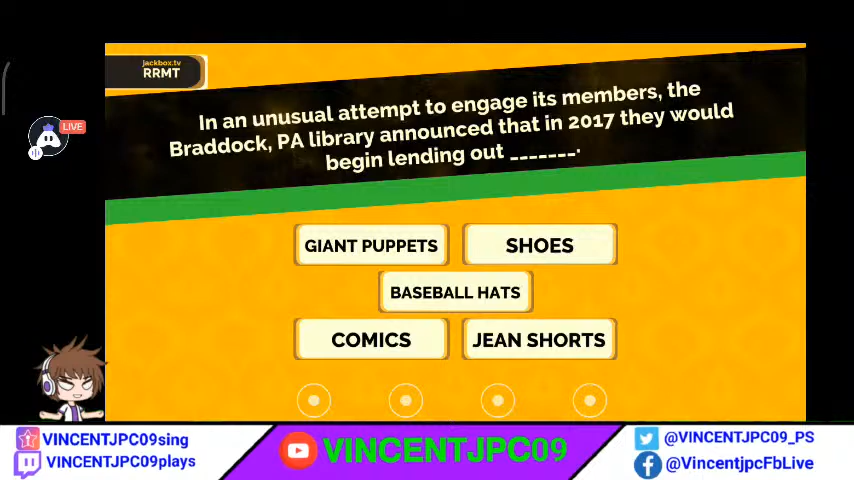 jackbox.tv
RRMT
In an unusual attempt to engage its members, the
Braddock, PA library announced that in 2017 they would
begin lending out _______.
LIVE
GIANT PUPPETS
SHOES
BASEBALL HATS
COMICS
JEAN SHORTS
VINCENTJPC09sing
VINCENTJPC09plays
VINCENTJPC09
@VINCENTJPC09_PS
@VincentjpcFbLive